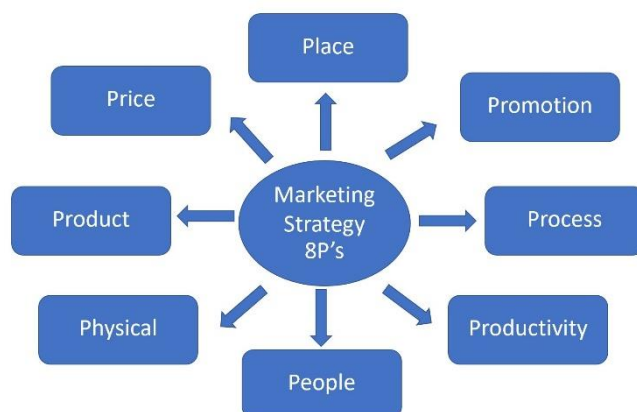 Place
Price
Promotion
Marketing
Strategy
8P's
Product
Process
Physical
Productivity
People